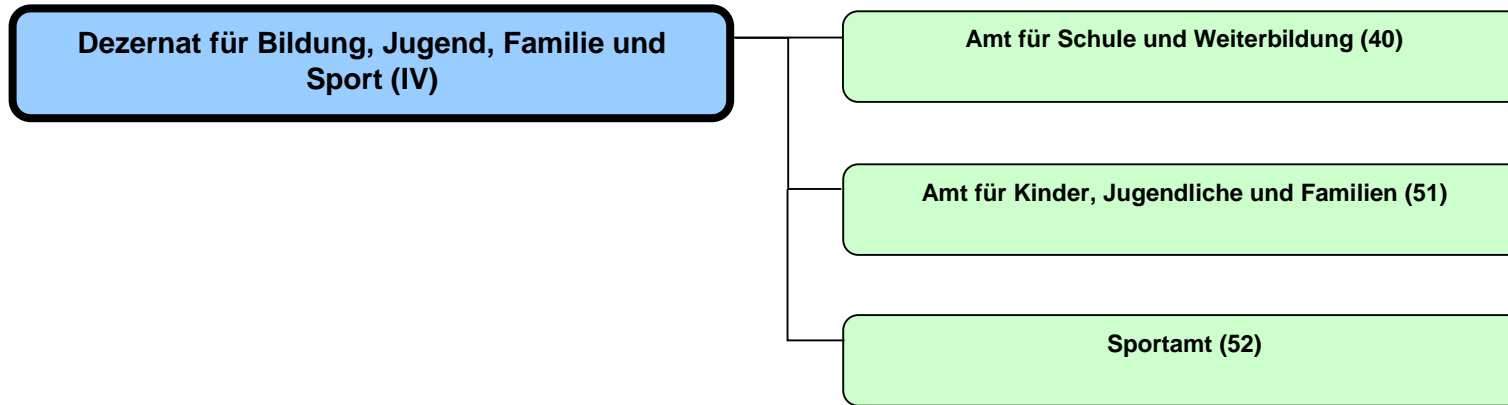 Dezernat für Bildung, Jugend, Familie und
Sport (IV)
Amt für Schule und Weiterbildung (40)
Amt für Kinder, Jugendliche und Familien (51)
Sportamt (52)